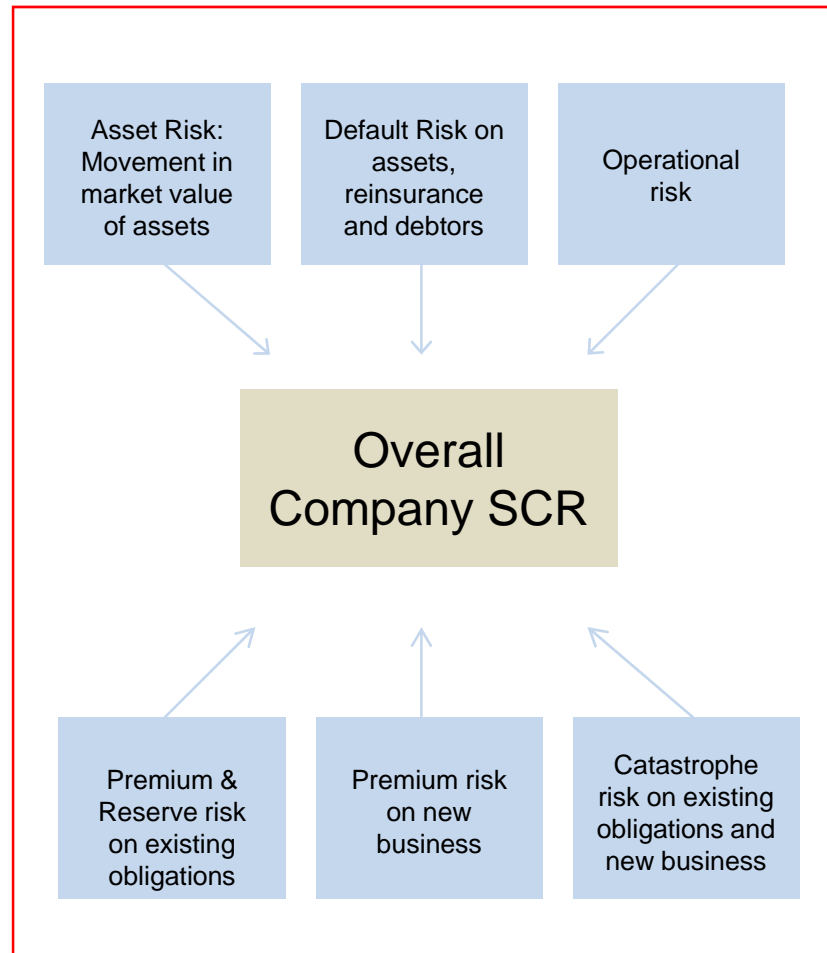 Asset Risk:
Movement in
market value
of assets
Default Risk on
assets,
reinsurance
and debtors
Operational
risk
Overall
Company SCR
Premium &
Reserve risk
on existing
obligations
Premium risk
on new
business
Catastrophe
risk on existing
obligations and
new business